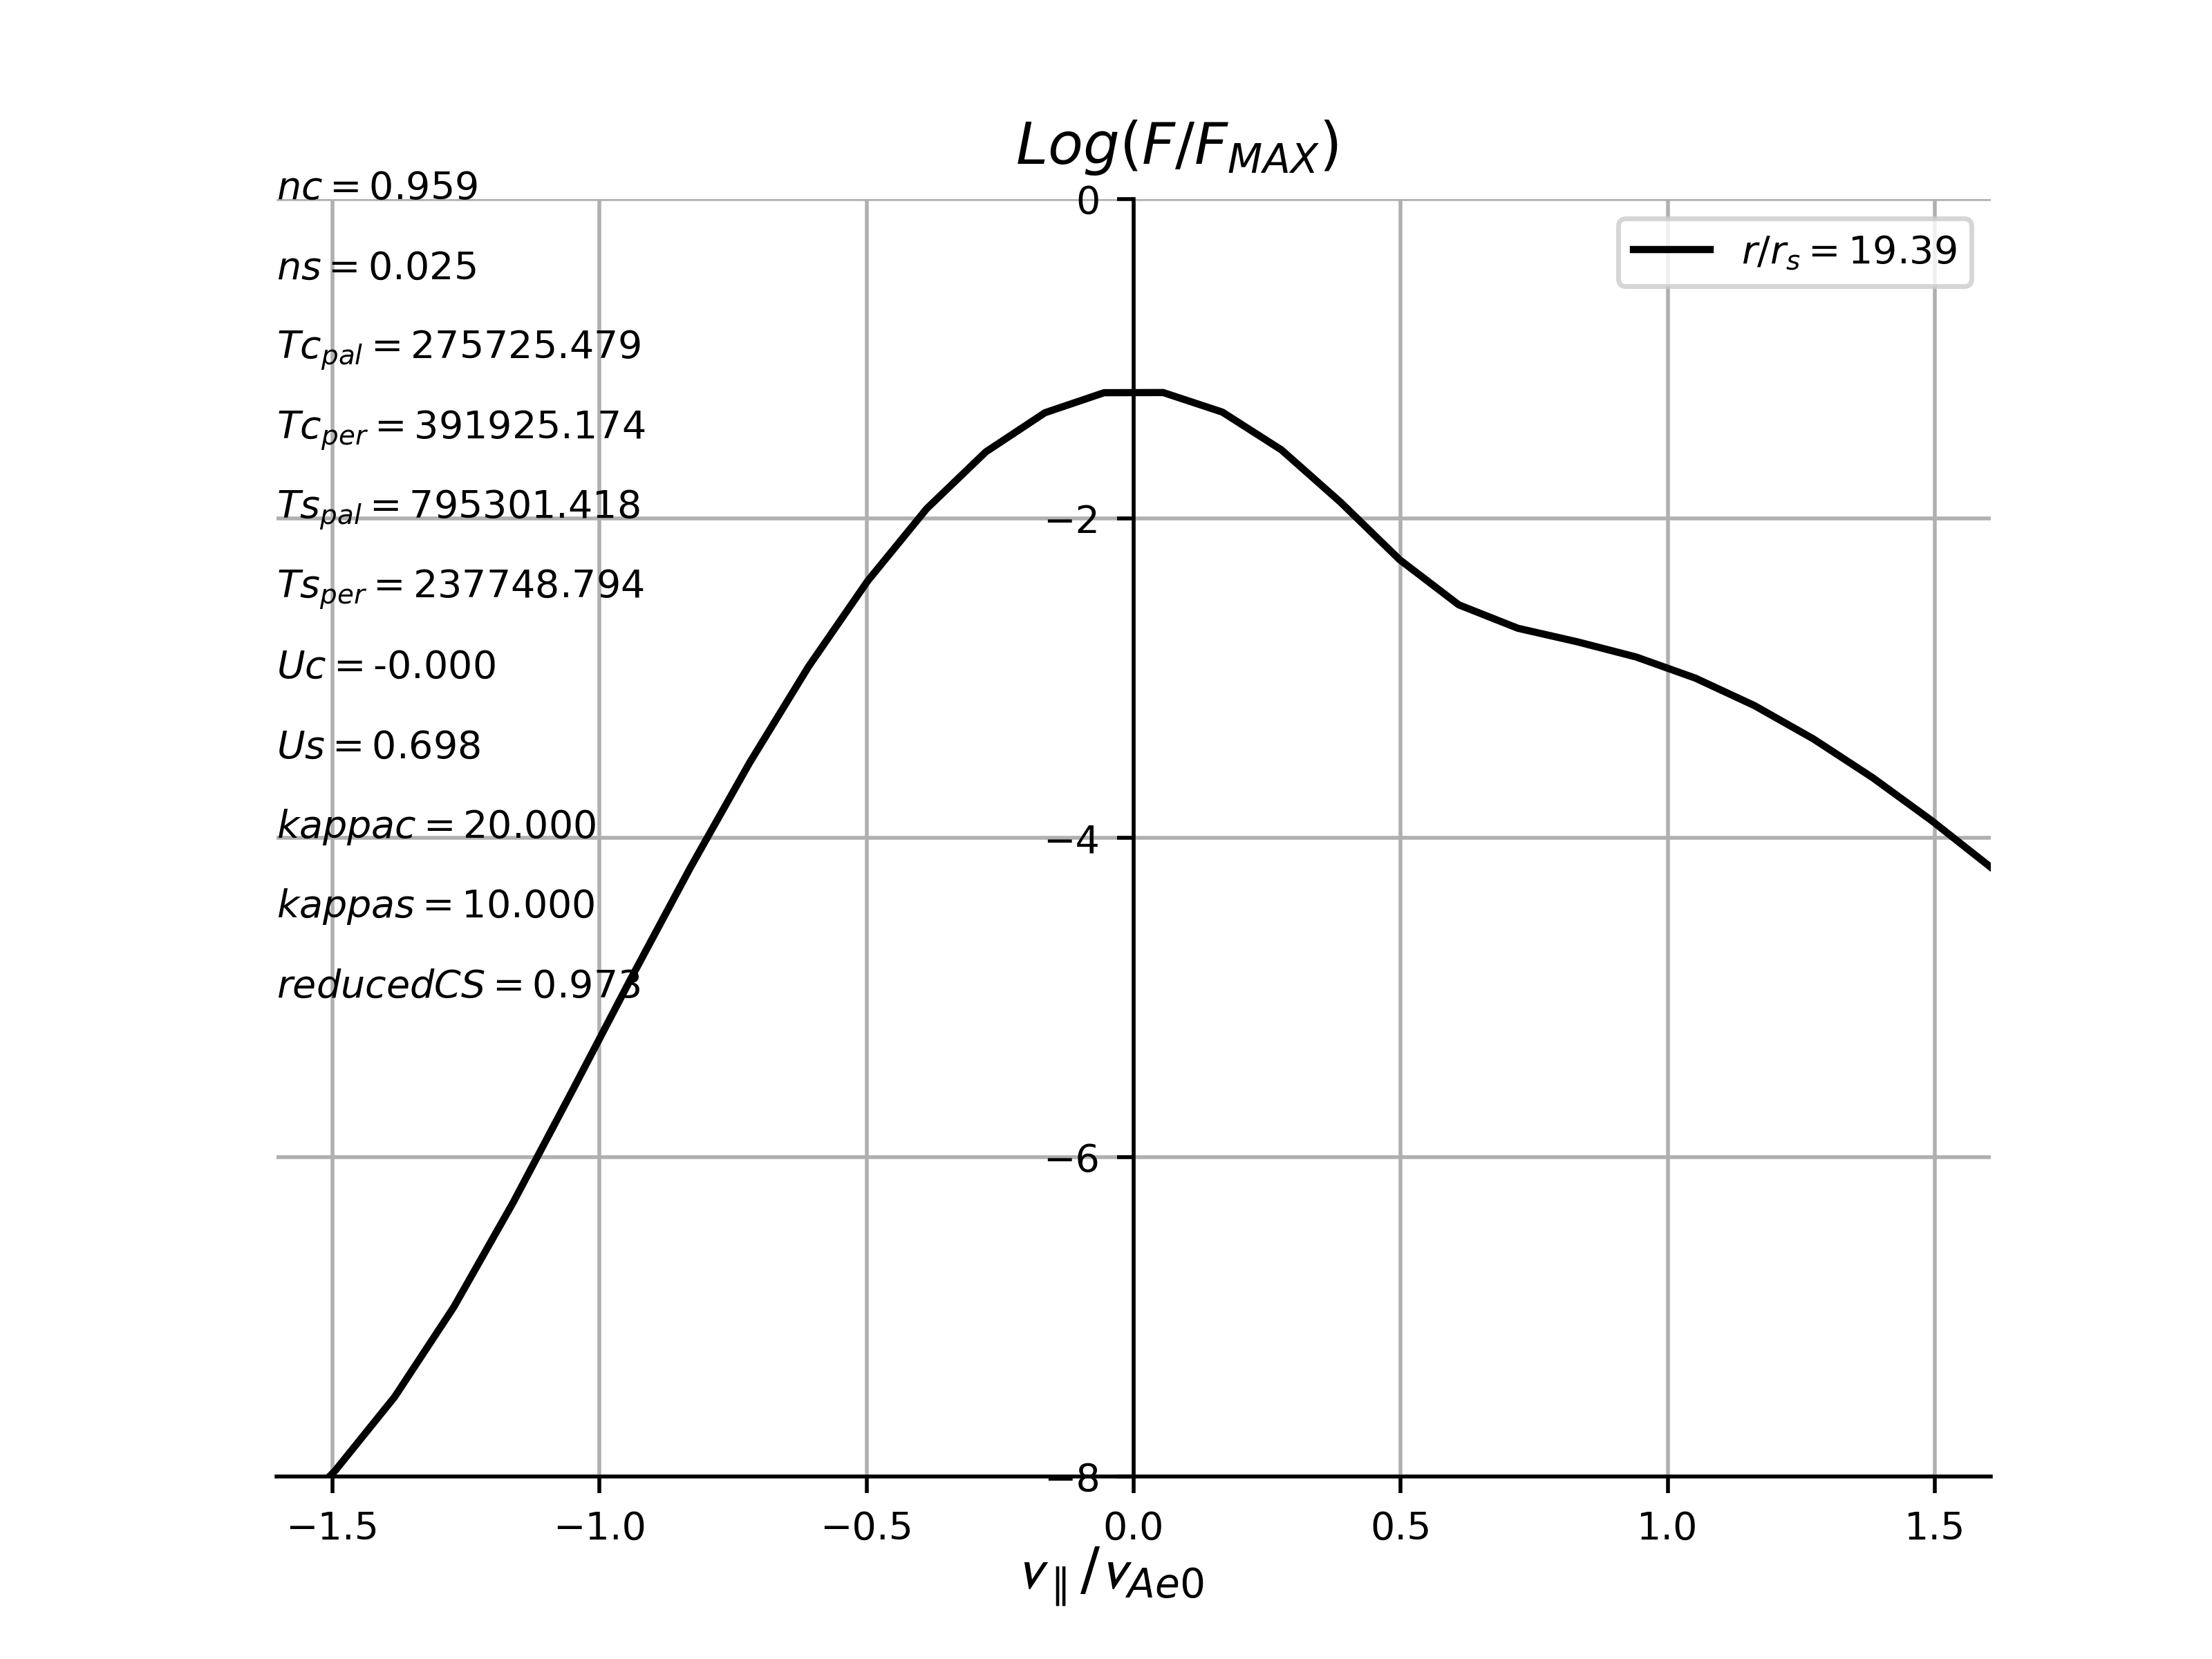 Log(F/F_MAX)
nc = 0.959
0
r/r_s = 19.39
ns = 0.025
Tc_pal = 275725.479
Tc_per = 391925.174
Ts_pal = 795301.418
−2
Ts_per = 237748.794
Uc = -0.000
Us = 0.698
kappac = 20.000
−4
kappas = 10.000
reducedCS = 0.973
−6
−8
−1.5 −1.0 −0.5 0.0 0.5 1.0 1.5
v_∥/v_Ae0